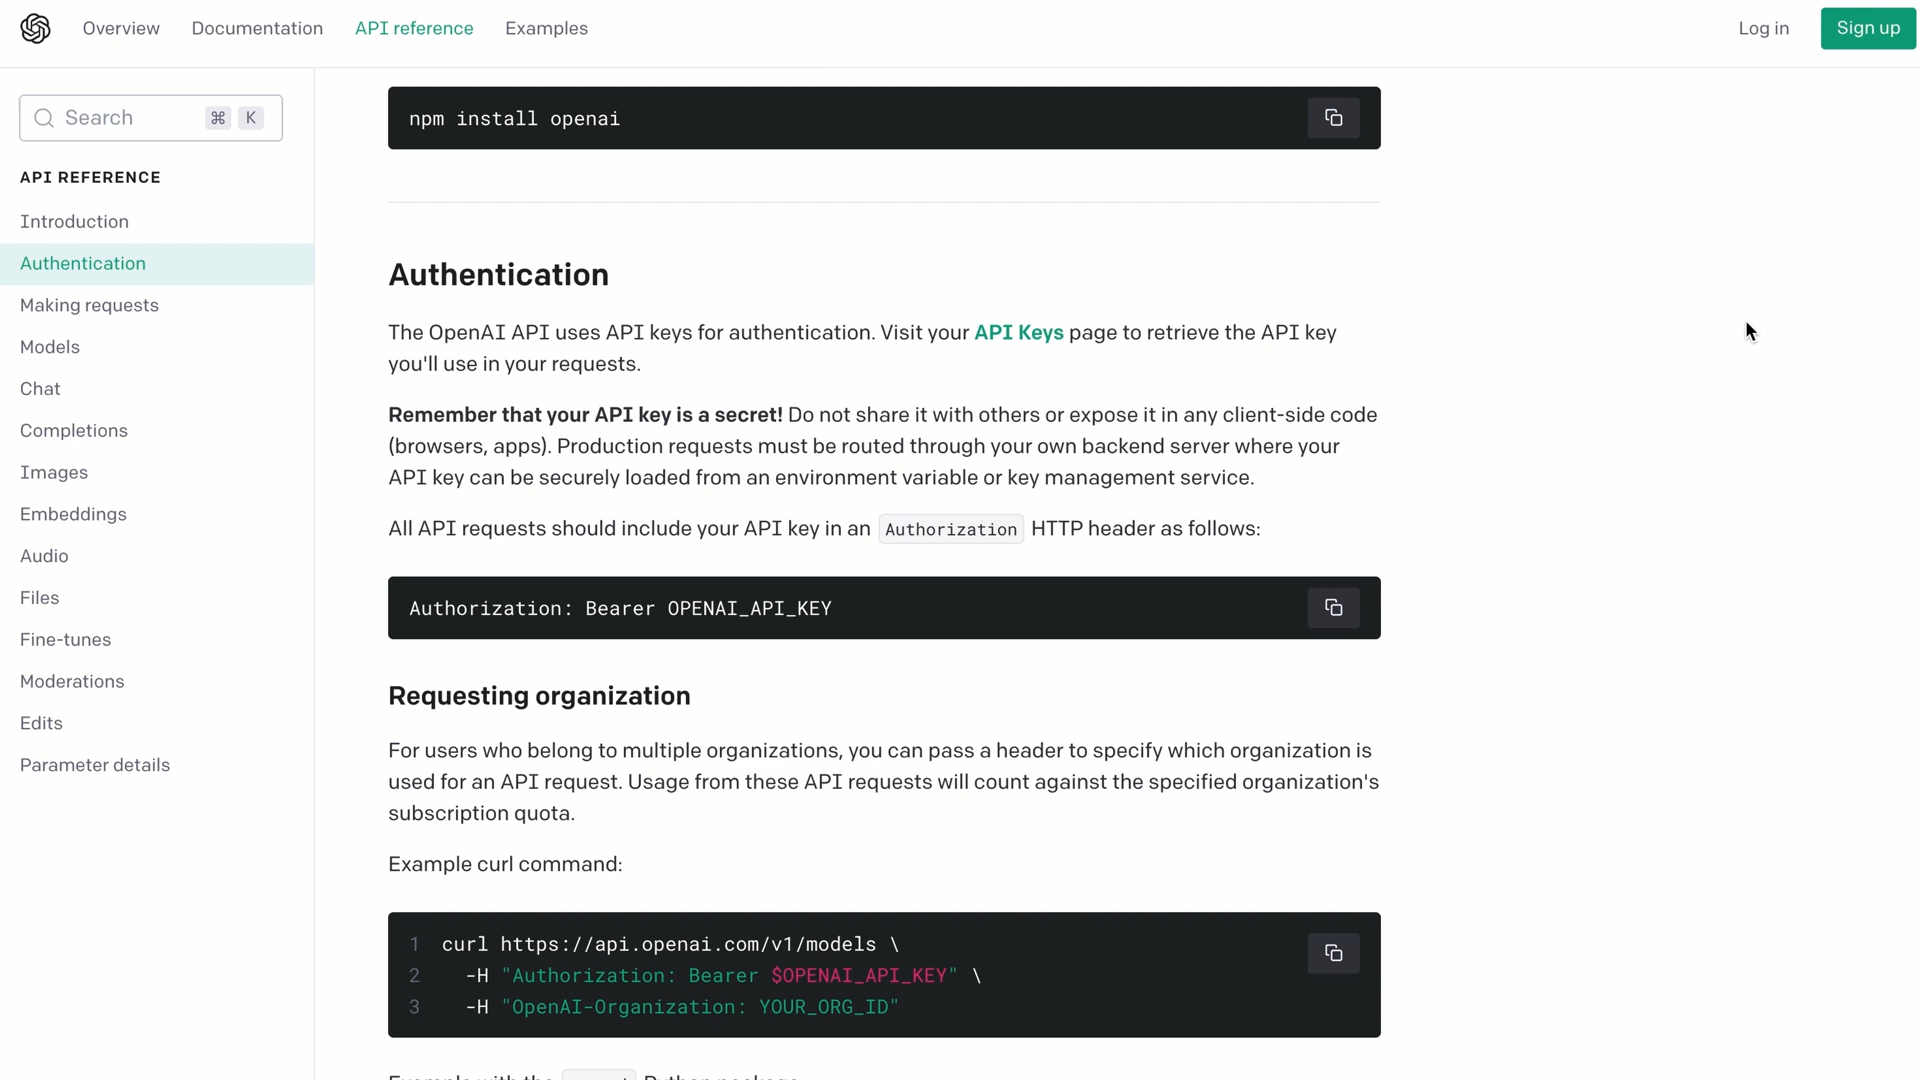 Overview Documentation API reference Examples Log in Sign up
Search ⌘ K
API REFERENCE
Introduction
Authentication
Making requests
Models
Chat
Completions
Images
Embeddings
Audio
Files
Fine-tunes
Moderations
Edits
Parameter details
npm install openai
Authentication
The OpenAI API uses API keys for authentication. Visit your API Keys page to retrieve the API key
you'll use in your requests.
Remember that your API key is a secret! Do not share it with others or expose it in any client-side code
(browsers, apps). Production requests must be routed through your own backend server where your
API key can be securely loaded from an environment variable or key management service.
All API requests should include your API key in an Authorization HTTP header as follows:
Authorization: Bearer OPENAI_API_KEY
Requesting organization
For users who belong to multiple organizations, you can pass a header to specify which organization is
used for an API request. Usage from these API requests will count against the specified organization's
subscription quota.
Example curl command:
1 curl https://api.openai.com/v1/models \
2 -H "Authorization: Bearer $OPENAI_API_KEY" \
3 -H "OpenAI-Organization: YOUR_ORG_ID"
Example with the Python package